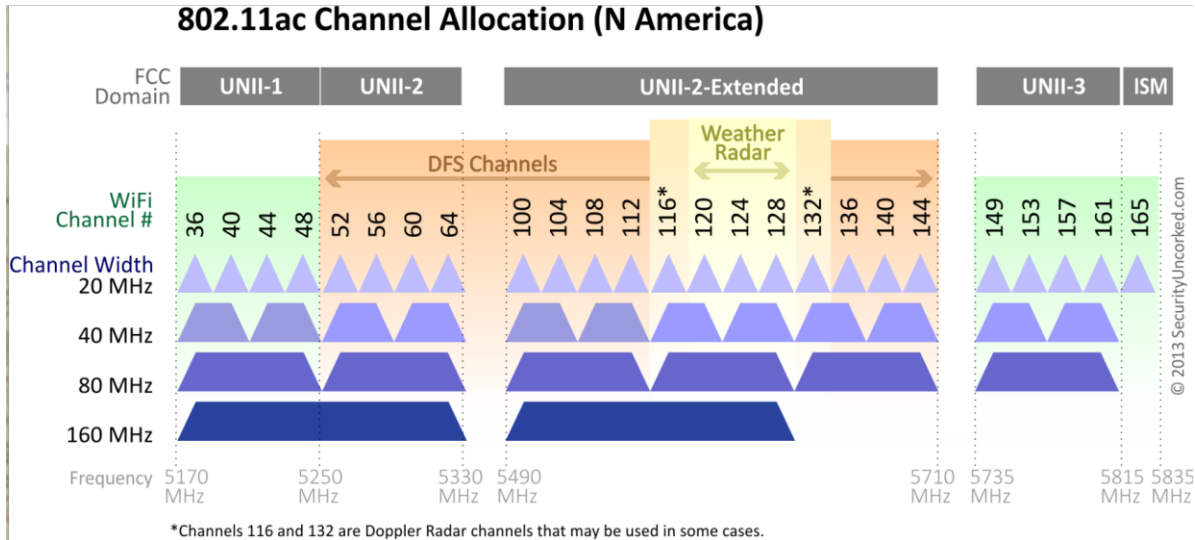 802.11ac Channel Allocation (N America)
FCC
Domain
UNII-1 UNII-2 UNII-2-Extended UNII-3 ISM
Weather
Radar
DFS Channels
WiFi
Channel #
36 40 44 48 52 56 60 64 100 104 108 112 116* 120 124 128 132* 136 140 144 149 153 157 161 165
Channel Width
20 MHz
40 MHz
80 MHz
160 MHz
Frequency
5170 5250 5330 5490 5710 5735 5815 5835
MHz MHz MHz MHz MHz MHz MHz MHz
*Channels 116 and 132 are Doppler Radar channels that may be used in some cases.
© 2013 SecurityUncorked.com